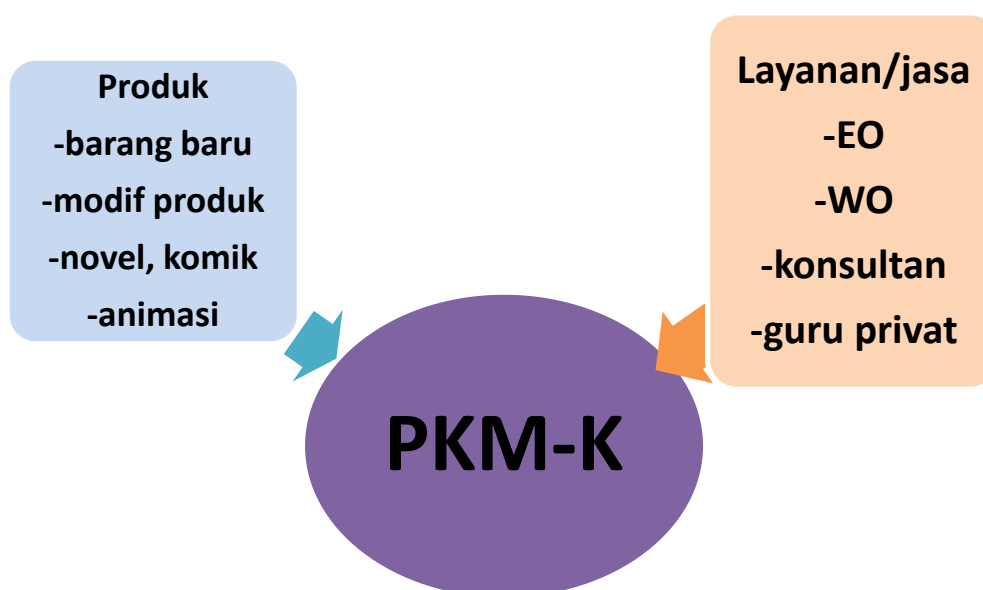 Produk
-barang baru
-modif produk
-novel, komik
-animasi
Layanan/jasa
-EO
-WO
-konsultan
-guru privat
PKM-K